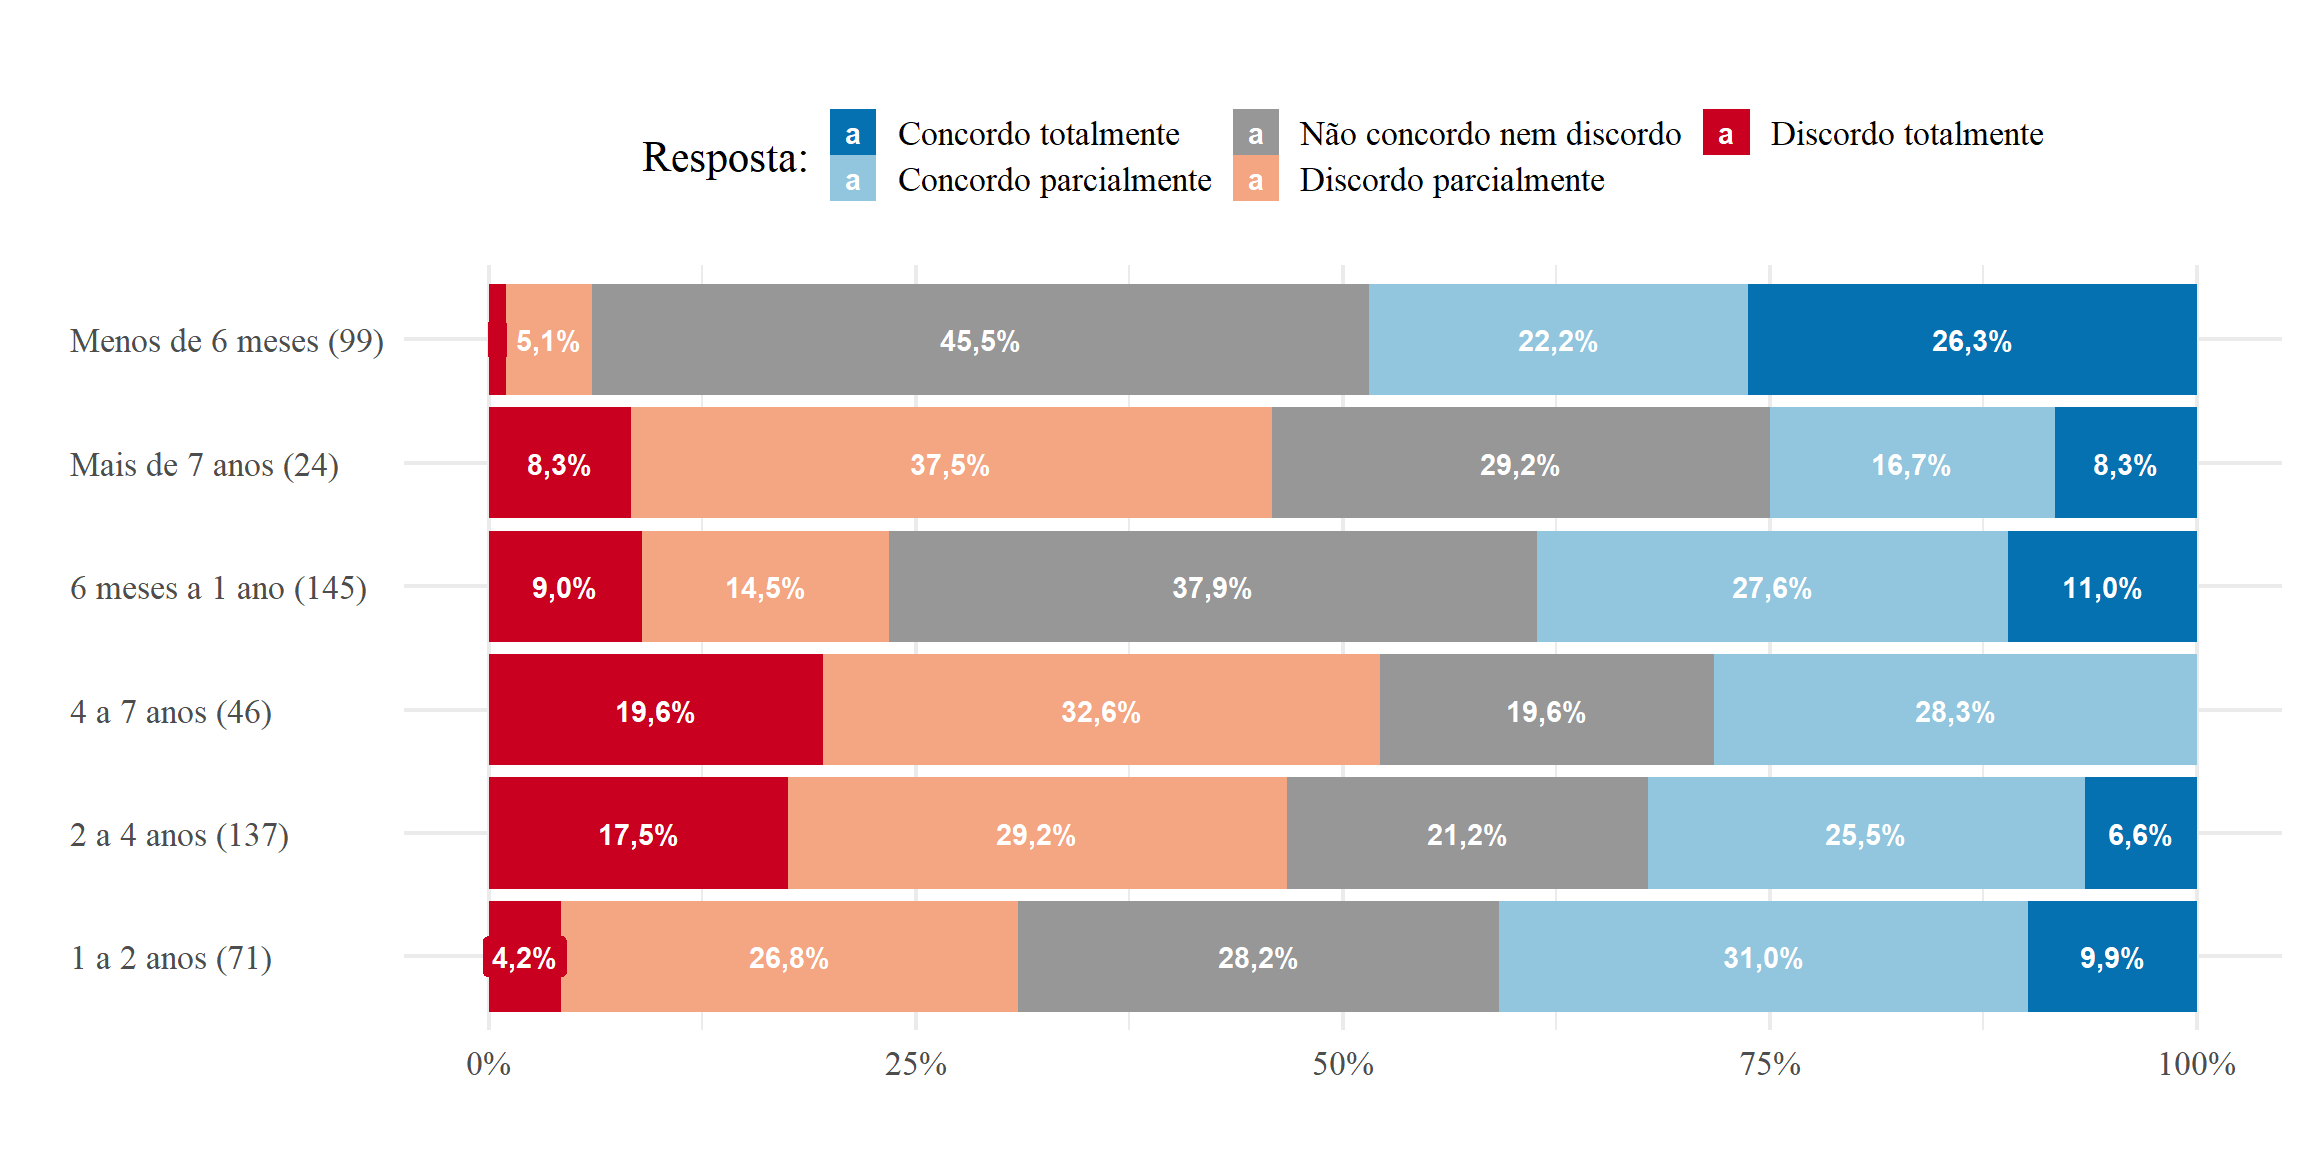 Resposta:
a Concordo totalmente
a Concordo parcialmente
a Não concordo nem discordo
a Discordo parcialmente
a Discordo totalmente
Menos de 6 meses (99) 5,1% 45,5% 22,2% 26,3%
Mais de 7 anos (24) 8,3% 37,5% 29,2% 16,7% 8,3%
6 meses a 1 ano (145) 9,0% 14,5% 37,9% 27,6% 11,0%
4 a 7 anos (46) 19,6% 32,6% 19,6% 28,3%
2 a 4 anos (137) 17,5% 29,2% 21,2% 25,5% 6,6%
1 a 2 anos (71) 4,2% 26,8% 28,2% 31,0% 9,9%
0% 25% 50% 75% 100%